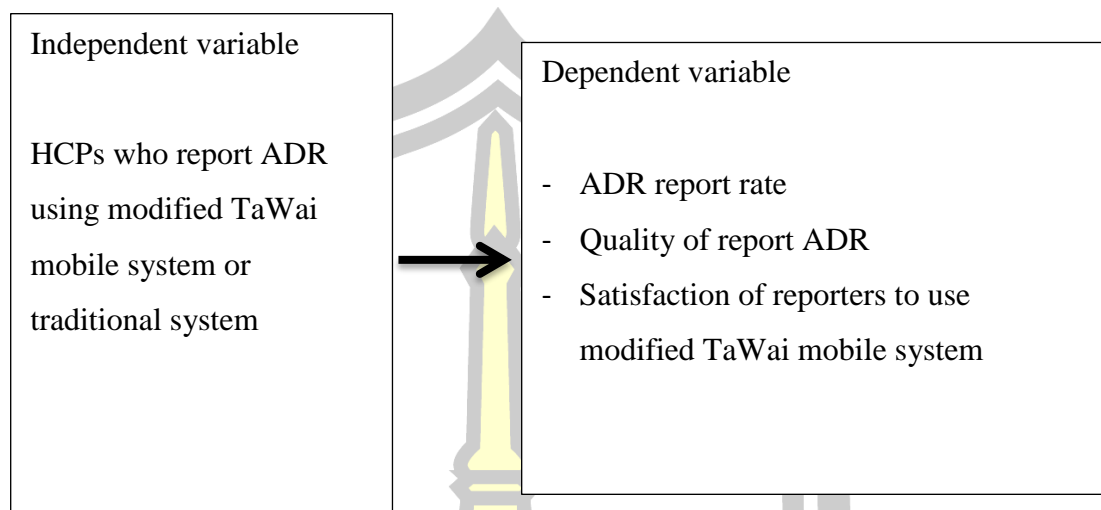 Independent variable
HCPs who report ADR
using modified TaWai
mobile system or
traditional system
Dependent variable
- ADR report rate
- Quality of report ADR
- Satisfaction of reporters to use
modified TaWai mobile system